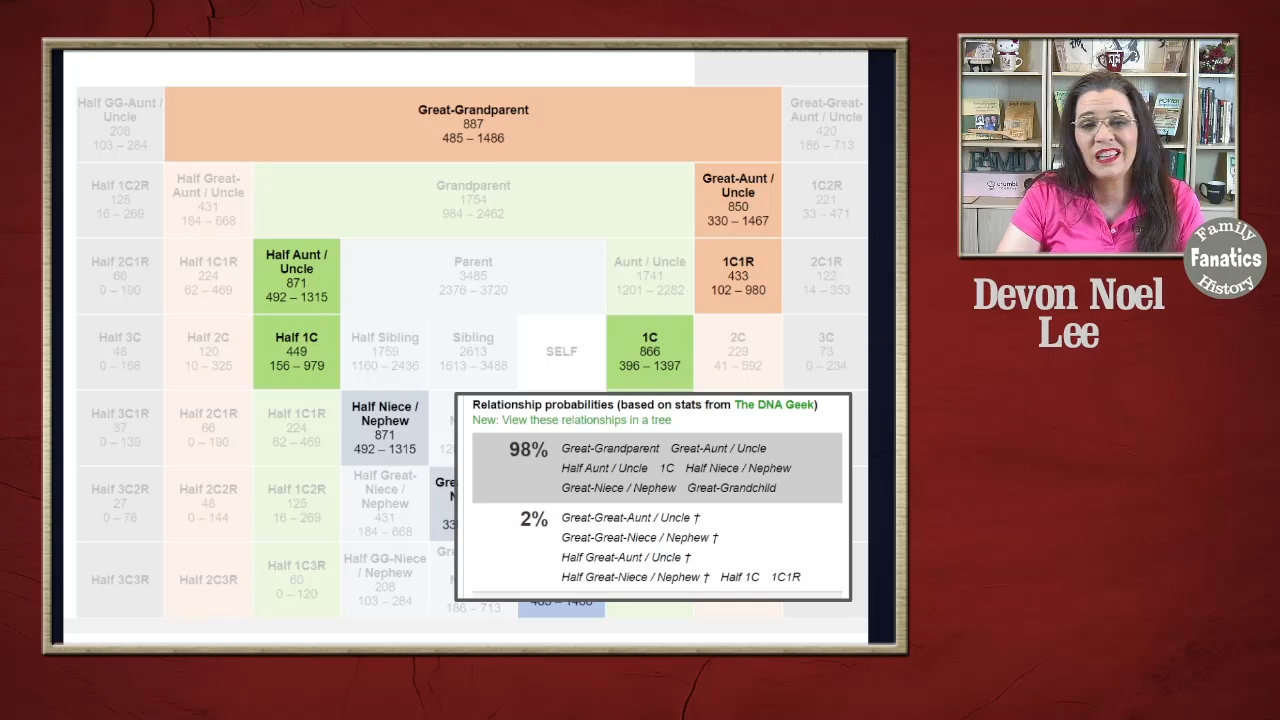 Half GG-Aunt /
Uncle
208
103 – 284
Great-Grandparent
887
485 – 1486
Great-Great-
Aunt / Uncle
420
186 – 713
Half 1C2R
125
16 – 269
Half Great-
Aunt / Uncle
431
184 – 668
Grandparent
1754
984 – 2462
Great-Aunt /
Uncle
850
330 – 1467
1C2R
221
33 – 471
Half 2C1R
66
0 – 190
Half 1C1R
224
62 – 469
Half Aunt /
Uncle
871
492 – 1315
Parent
3485
2376 – 3720
Aunt / Uncle
1741
1201 – 2282
1C1R
433
102 – 980
2C1R
122
14 – 353
Half 3C
48
0 – 168
Half 2C
120
10 – 325
Half 1C
449
156 – 979
Half Sibling
1759
1160 – 2436
Sibling
2613
1613 – 3488
SELF
1C
866
396 – 1397
2C
229
41 – 592
3C
73
0 – 234
Half 3C1R
37
0 – 139
Half 2C1R
66
0 – 190
Half 1C1R
224
62 – 469
Half Niece /
Nephew
871
492 – 1315
Half 3C2R
27
0 – 78
Half 2C2R
48
0 – 144
Half 1C2R
125
16 – 269
Half Great-
Niece /
Nephew
431
184 – 668
Half 3C3R
Half 2C3R
Half 1C3R
60
0 – 120
Half GG-Niece
/ Nephew
208
103 – 284
186 – 713
Relationship probabilities (based on stats from The DNA Geek)
New: View these relationships in a tree
98% Great-Grandparent Great-Aunt / Uncle
Half Aunt / Uncle 1C Half Niece / Nephew
Great-Niece / Nephew Great-Grandchild
2% Great-Great-Aunt / Uncle †
Great-Great-Niece / Nephew †
Half Great-Aunt / Uncle †
Half Great-Niece / Nephew † Half 1C 1C1R
FAMILY
crumbl
Family
Fanatics
History
Devon Noel
Lee